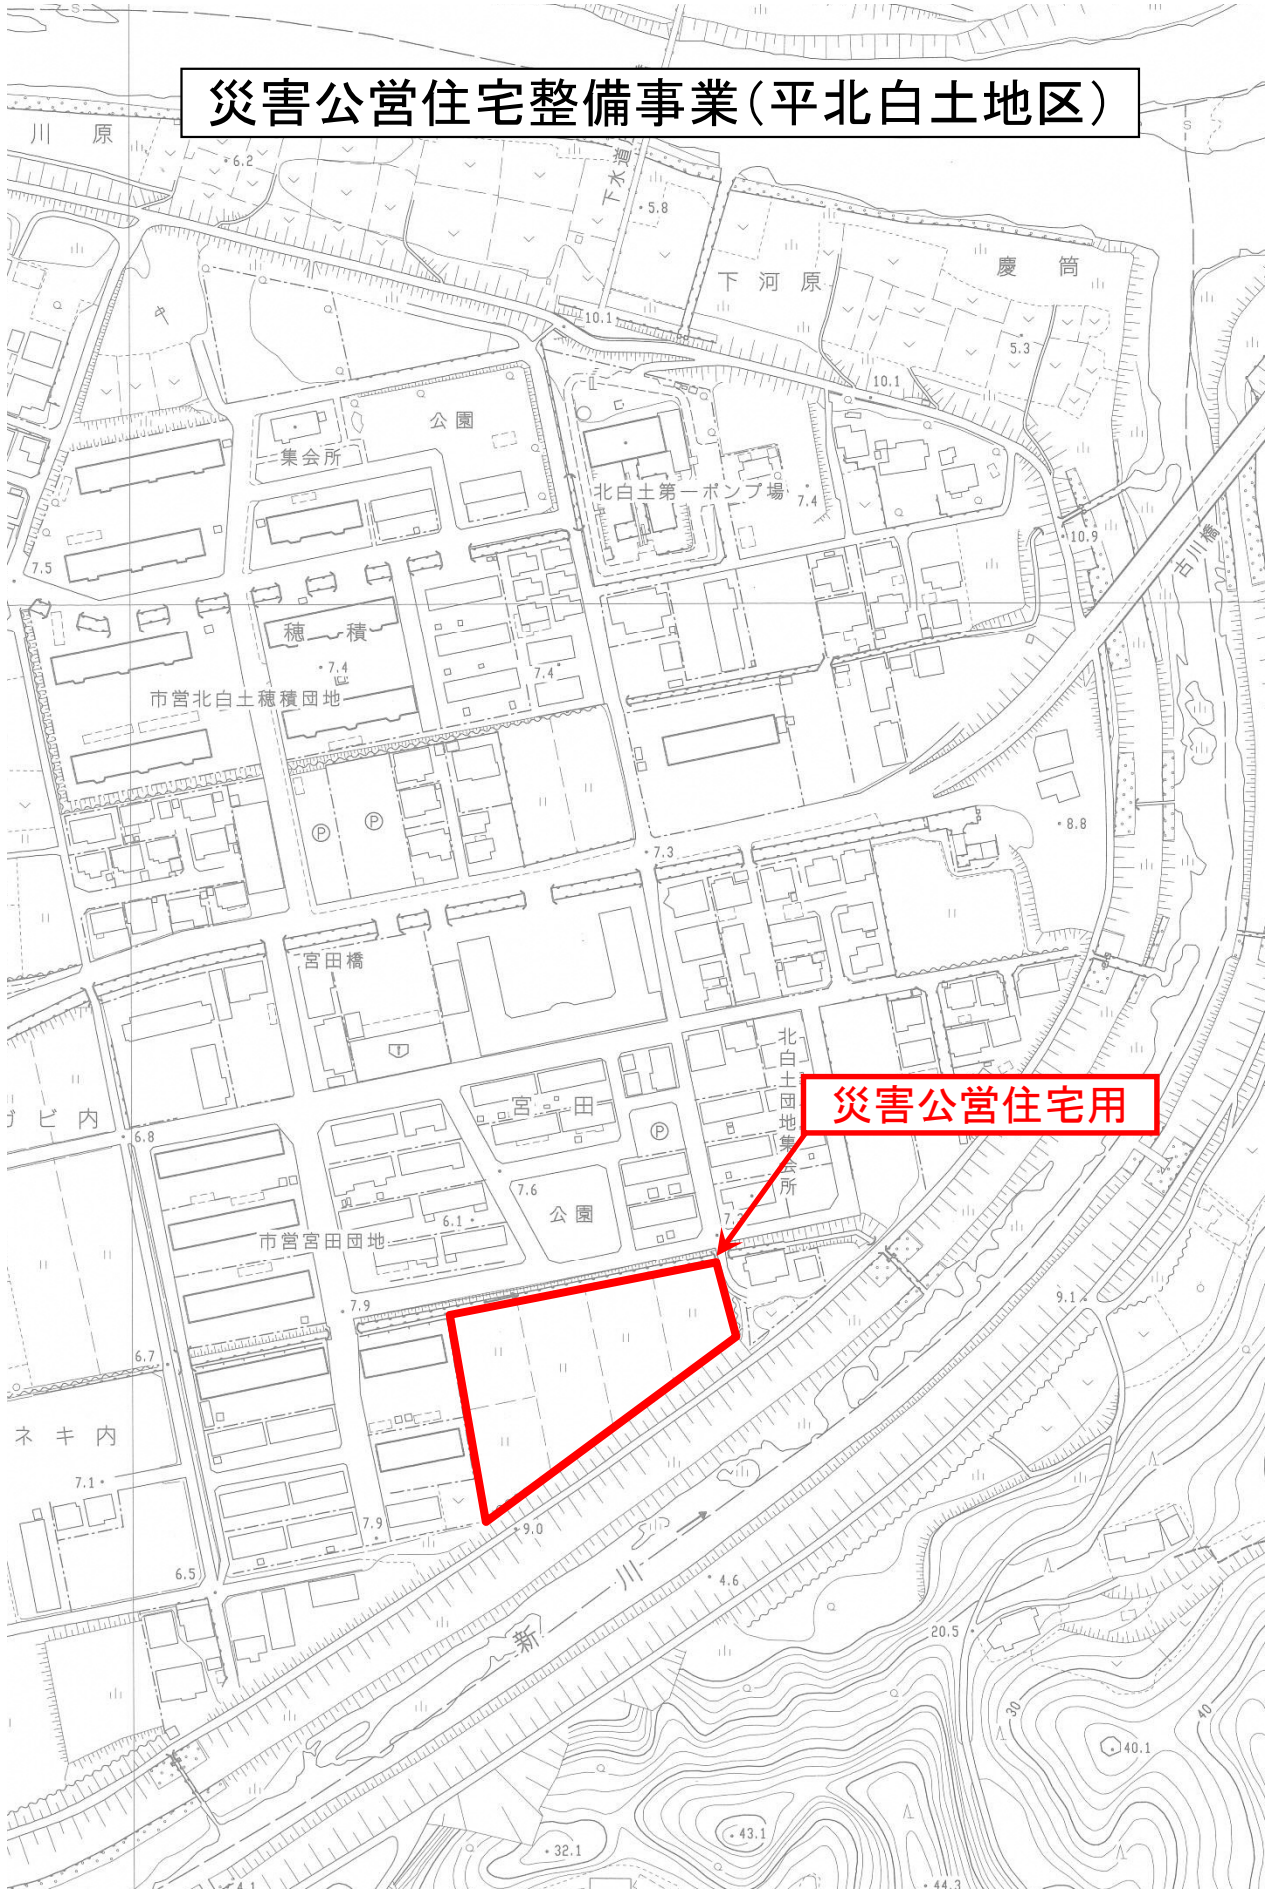 災害公営住宅整備事業(平北白土地区)
S
S
川原
6.2
下水道
5.8
下河原
慶筒
10.1
5.3
10.1
公園
集会所
北白土第一ポンプ場
7.4
7.5
10.9
古川橋
穂積
7.4
7.4
市営北白土穂積団地
P
P
8.8
7.3
宮田橋
北白土団地集会所
災害公営住宅用
宮田
ビ内
6.8
P
7.6
公園
6.1
市営宮田団地
7.9
9.1
6.7
ネキ内
7.1
7.9
9.0
6.5
新川
4.6
20.5
30
40
40.1
43.1
32.1
44.3
4.1